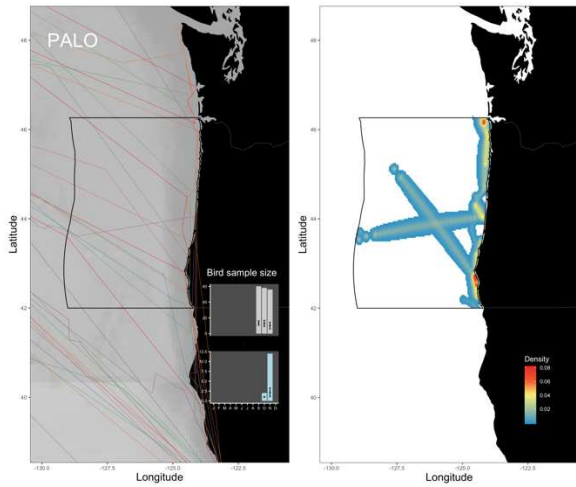 PALO
Latitude
48
46
44
42
40
Bird sample size
J F M A M J J A S O N D
-130.0
-127.5
-125.0
-122.5
Longitude
Latitude
48
46
44
42
40
Density
0.08
0.06
0.04
0.02
-130.0
-127.5
-125.0
-122.5
Longitude